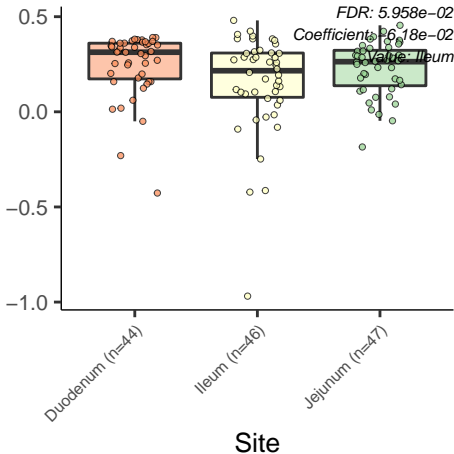 FDR: 5.958e−02
Coefficient: −6.18e−02
Value: Ileum
0.5
0.0
−0.5
−1.0
Duodenum (n=44)
Ileum (n=46)
Jejunum (n=47)
Site